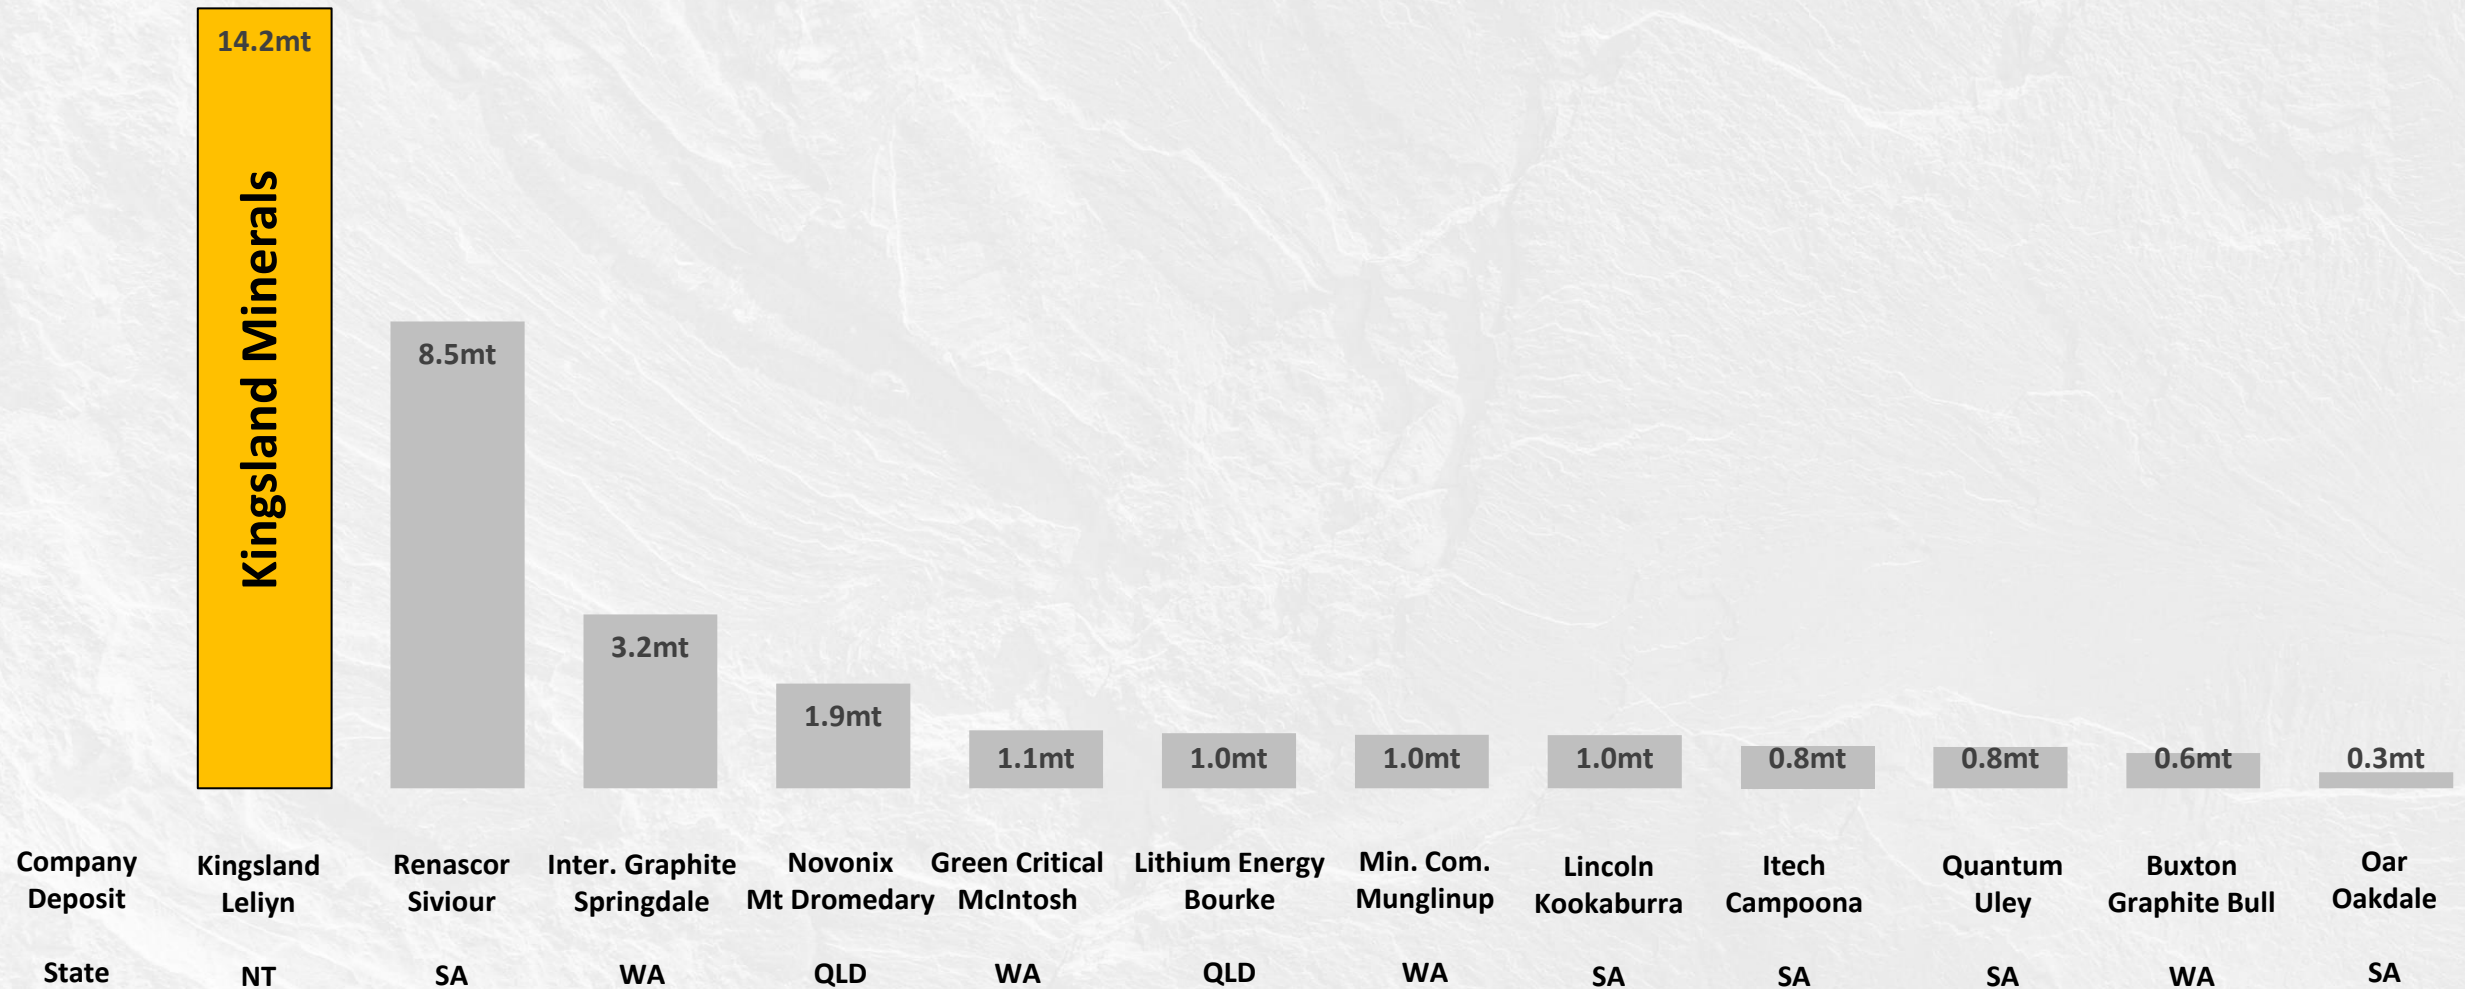 14.2mt
Kingsland Minerals
8.5mt
3.2mt
1.9mt
1.1mt
1.0mt
1.0mt
1.0mt
0.8mt
0.8mt
0.6mt
0.3mt
Company
Deposit
State
Kingsland
Leliyn
NT
Renascor
Siviour
SA
Inter. Graphite
Springdale
WA
Novonix
Mt Dromedary
QLD
Green Critical
McIntosh
WA
Lithium Energy
Bourke
QLD
Min. Com.
Munglinup
WA
Lincoln
Kookaburra
SA
Itech
Campoona
SA
Quantum
Uley
SA
Buxton
Graphite Bull
WA
Oar
Oakdale
SA